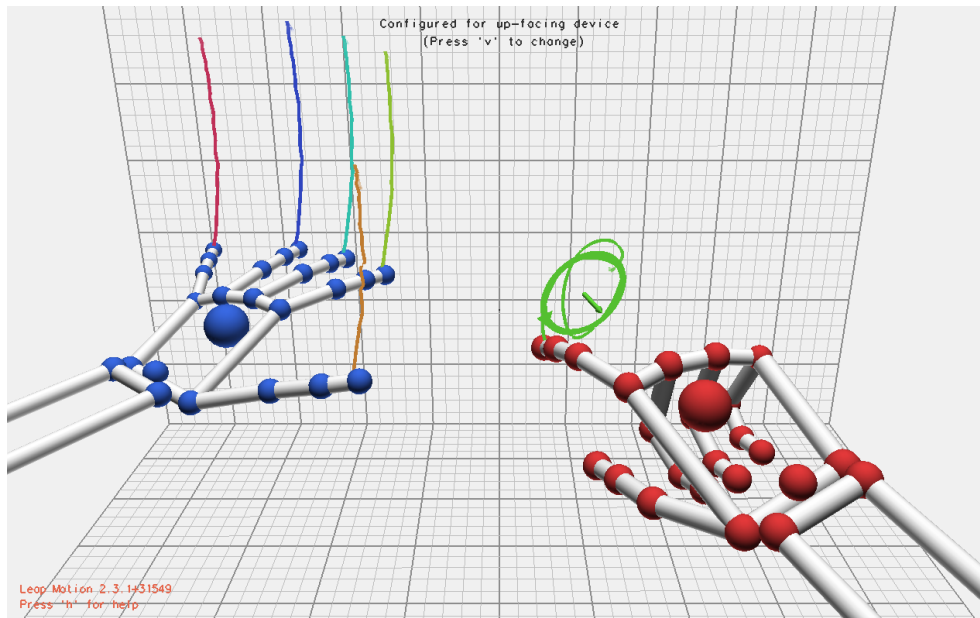 Configured for up-facing device
(Press 'v' to change)
Leap Motion 2.3.1+31549
Press 'h' for help